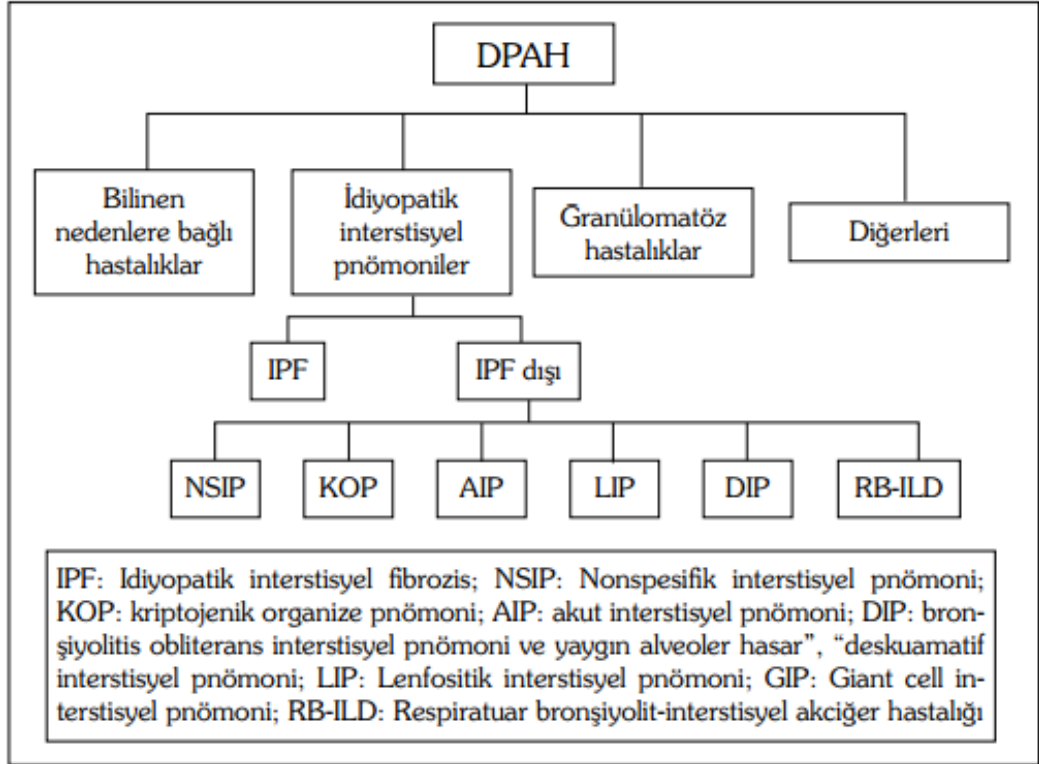 DPAH
Bilinen
nedenlere bağlı
hastalıklar
İdiyopatik
interstisyel
pnömoniler
Ğranülomatöz
hastalıklar
Diğerleri
IPF
IPF dışı
NSIP
KOP
AIP
LIP
DIP
RB-ILD
IPF: Idiyopatik interstisyel fibrozis; NSIP: Nonspesifik interstisyel pnömoni;
KOP: kriptojenik organize pnömoni; AIP: akut interstisyel pnömoni; DIP: bron-
şiyolitis obliterans interstisyel pnömoni ve yaygın alveoler hasar”, “deskuamatif
interstisyel pnömoni; LIP: Lenfositik interstisyel pnömoni; GIP: Giant cell in-
terstisyel pnömoni; RB-ILD: Respiratuar bronşiyolit-interstisyel akciğer hastalığı